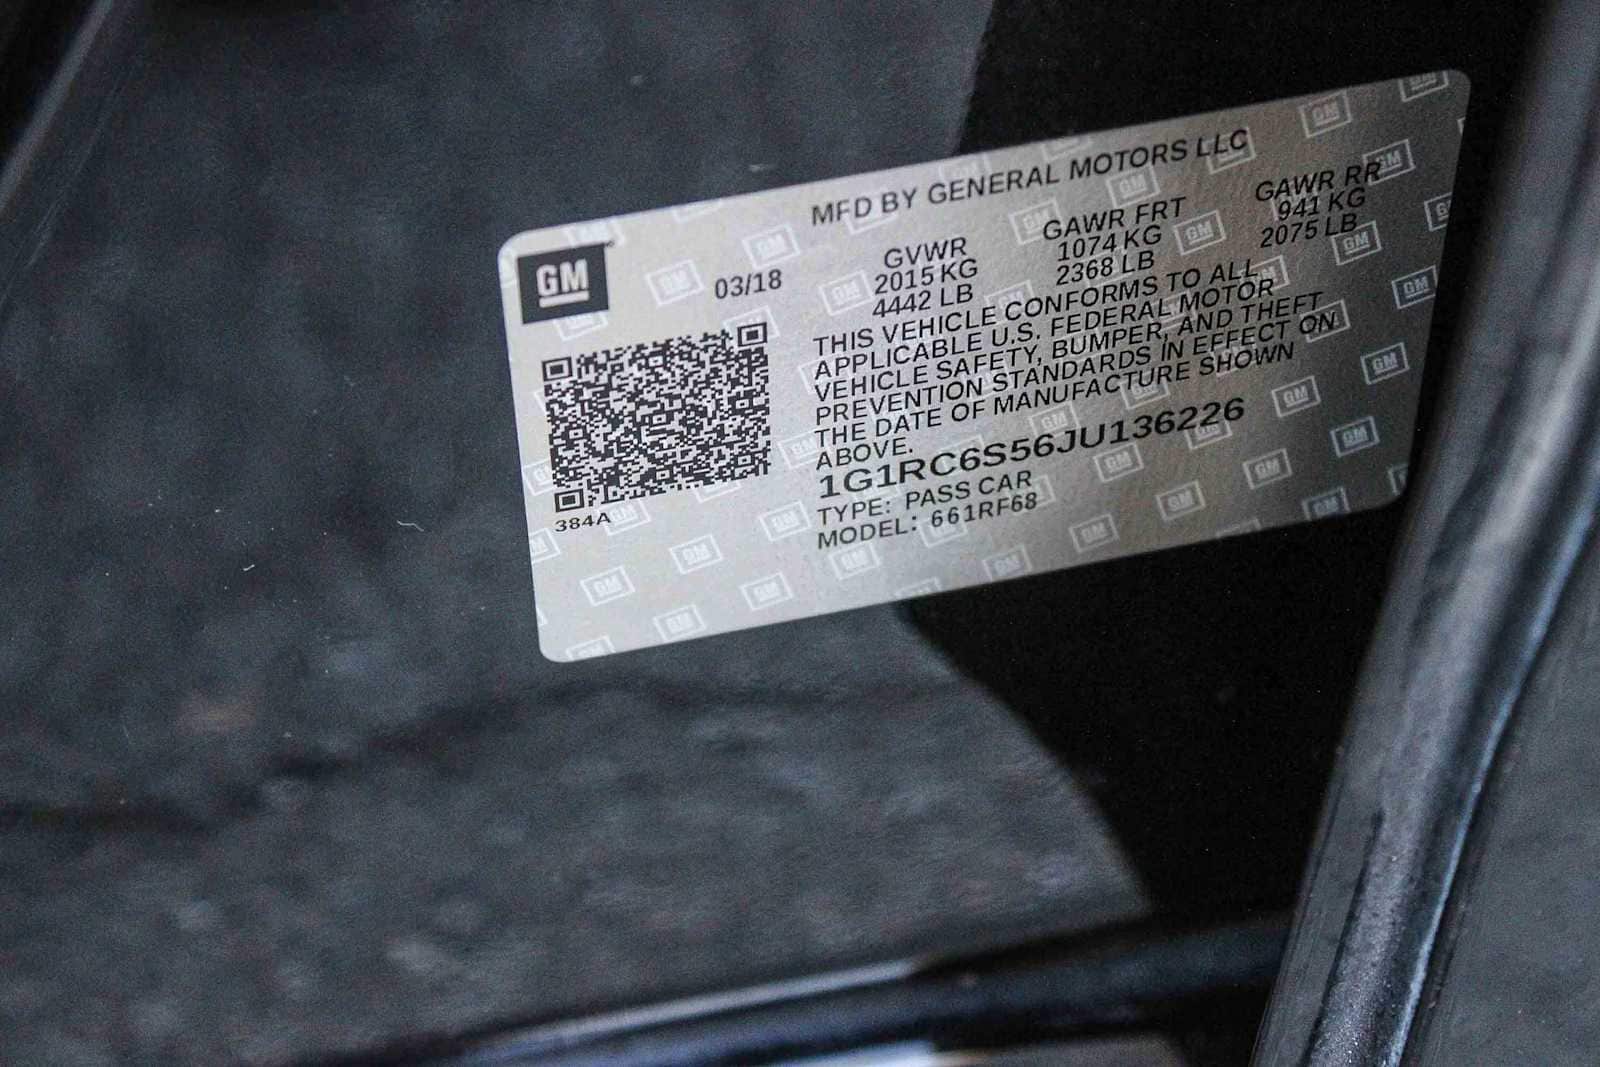 MFD BY GENERAL MOTORS LLC
GM
03/18
GVWR
2015 KG
4442 LB
GAWR FRT
1074 KG
2368 LB
GAWR RR
941 KG
2075 LB
THIS VEHICLE CONFORMS TO ALL
APPLICABLE U.S. FEDERAL MOTOR
VEHICLE SAFETY, BUMPER, AND THEFT
PREVENTION STANDARDS IN EFFECT ON
THE DATE OF MANUFACTURE SHOWN
ABOVE.
1G1RC6S56JU136226
TYPE: PASS CAR
MODEL: 661RF68
384A